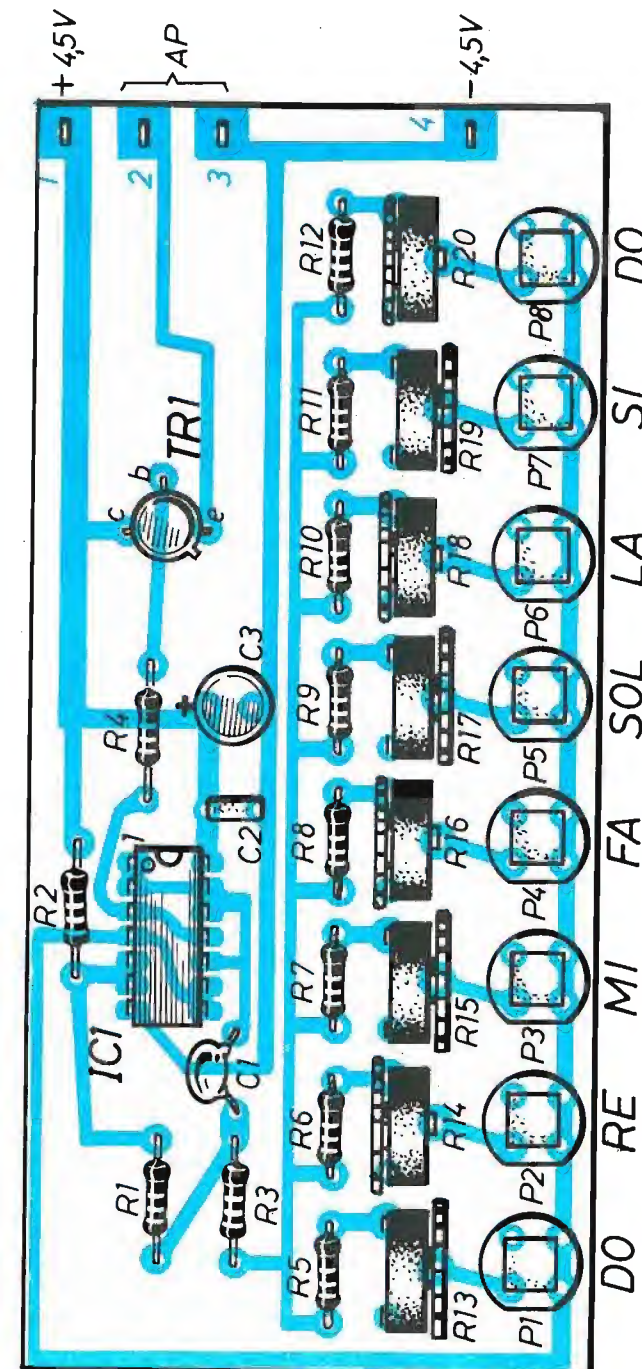 +4,5V
AP
-4,5V
1
2
3
4
R2
R4
TR1
c
b
e
IC1
1
+
C3
C2
C1
R1
R3
R5
R6
R7
R8
R9
R10
R11
R12
R13
R14
R15
R16
R17
R18
R19
R20
P1
P2
P3
P4
P5
P6
P7
P8
DO
RE
MI
FA
SOL
LA
SI
DO